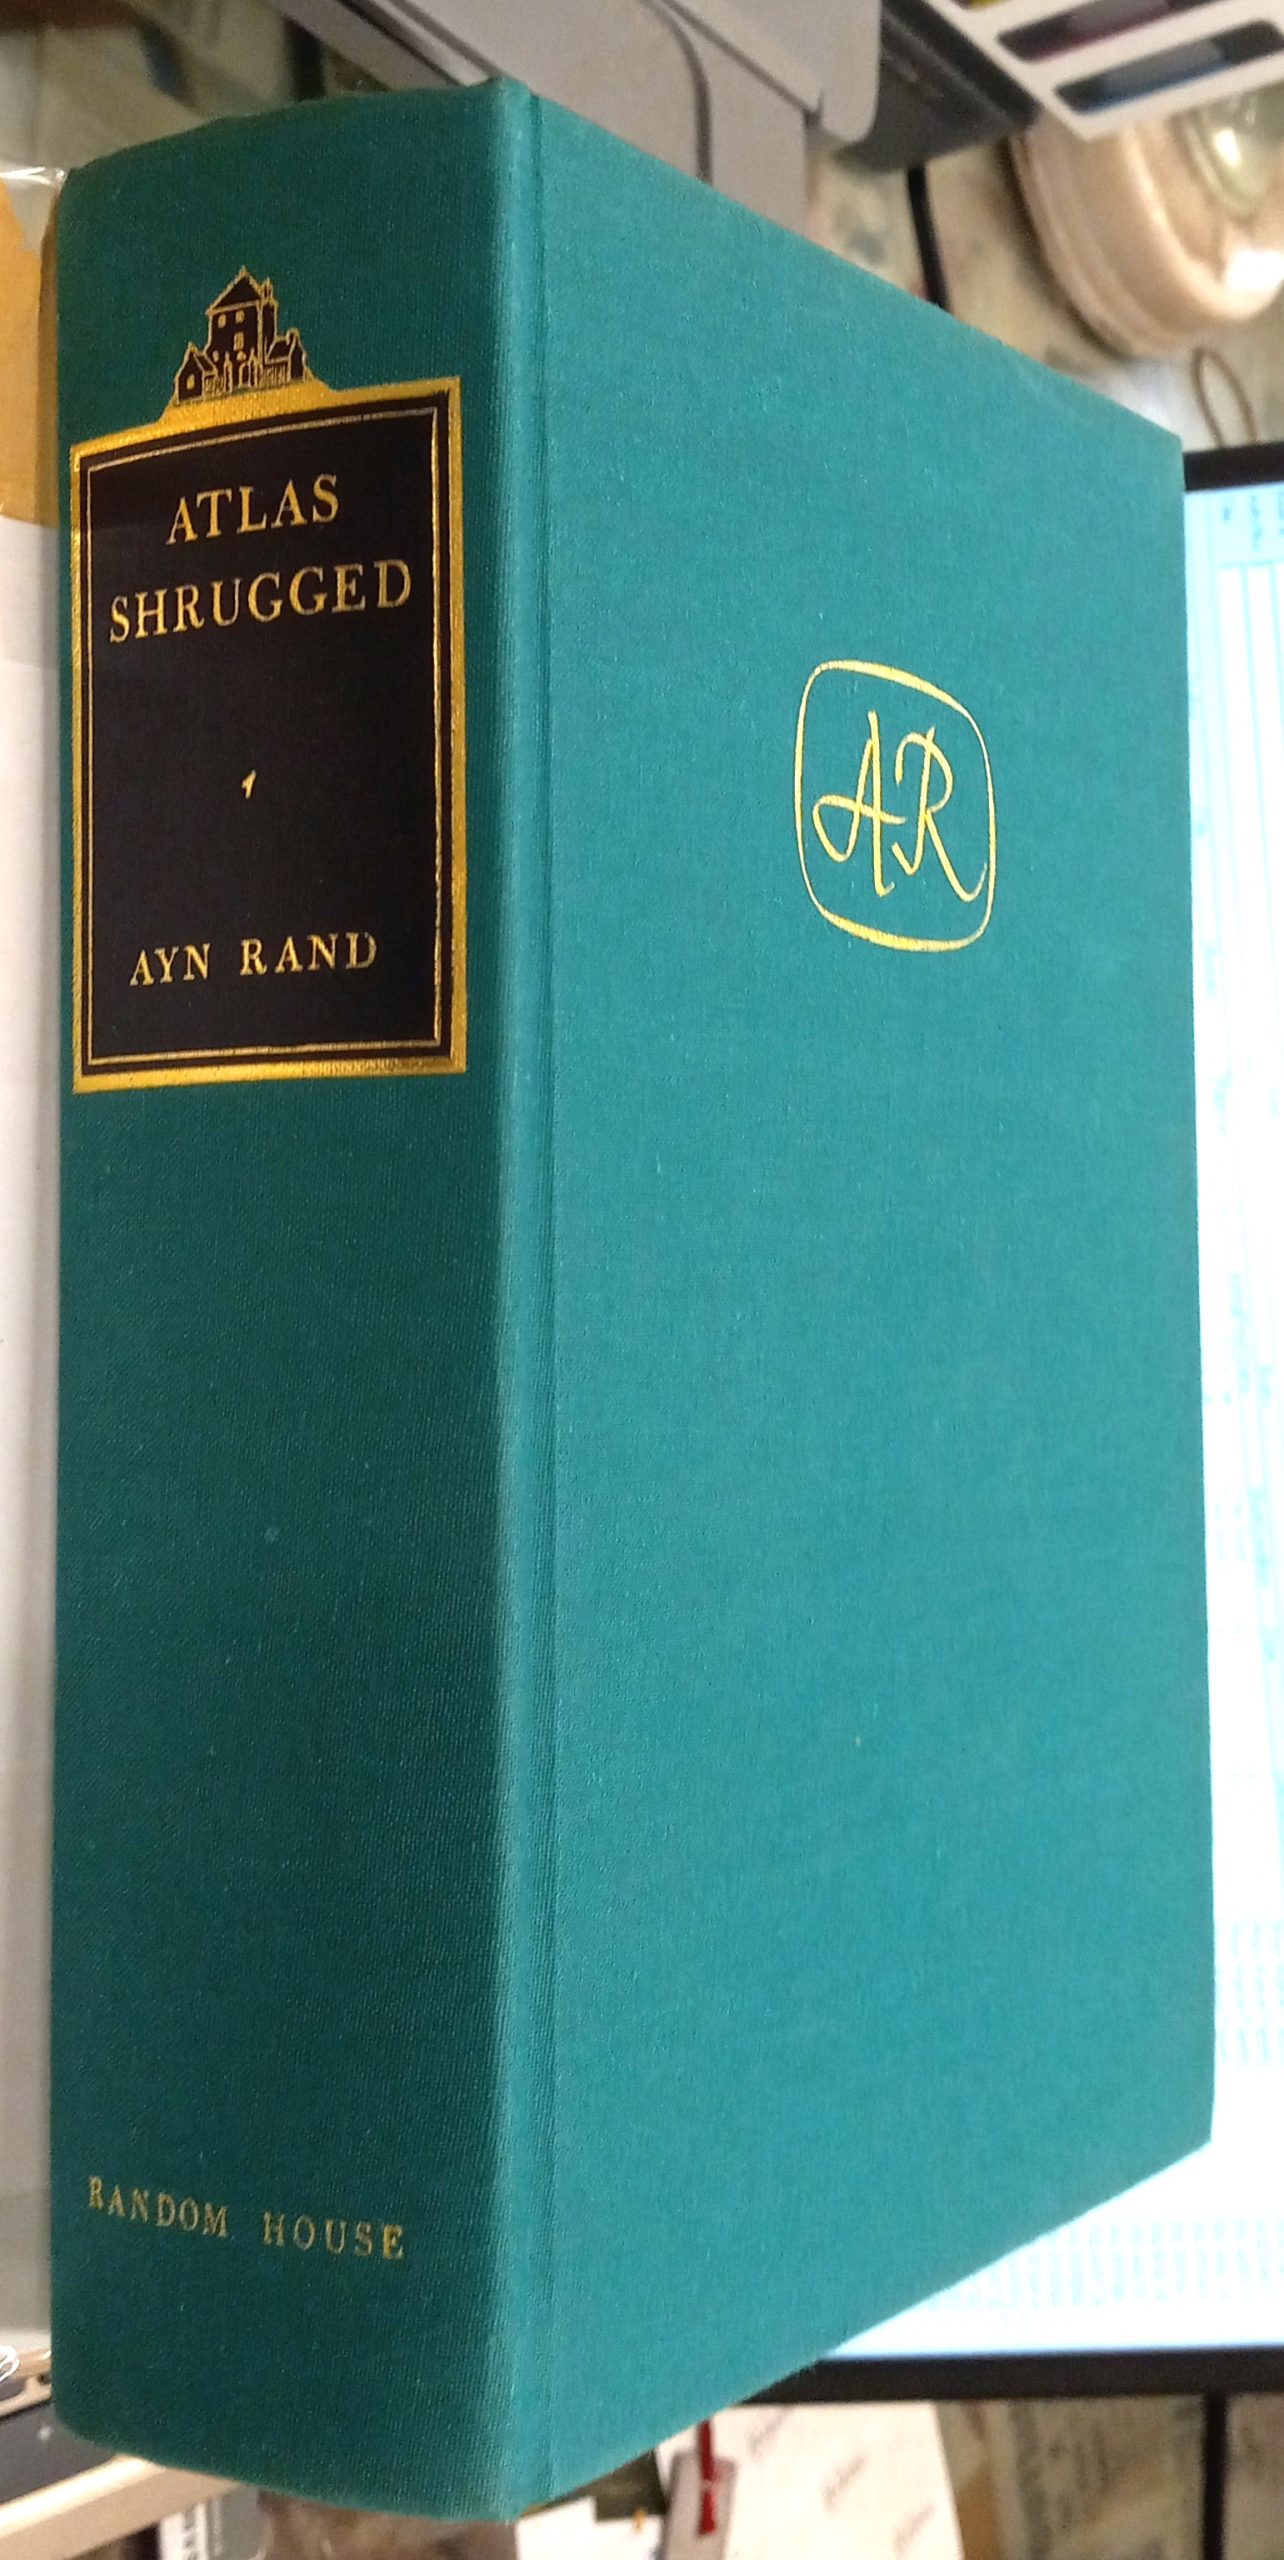 ATLAS
SHRUGGED
AYN RAND
RANDOM HOUSE
AR